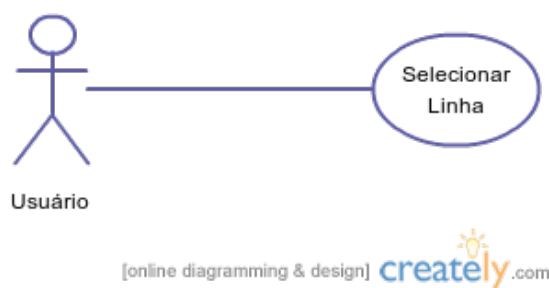 Selecionar
Linha
Usuário
[online diagramming & design] creately.com